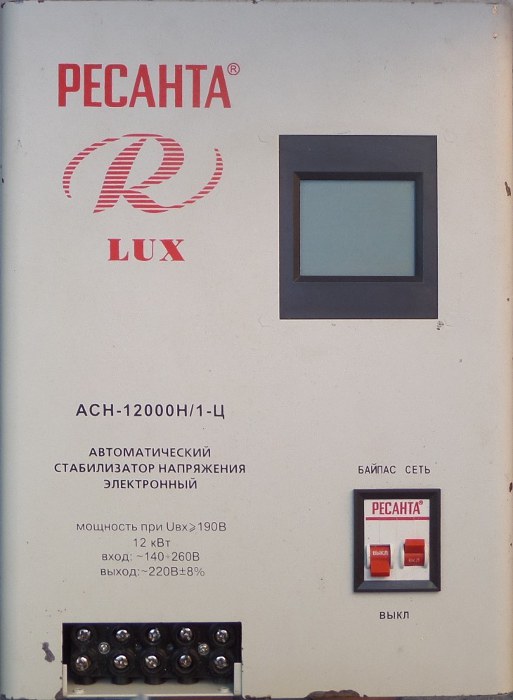 РЕСАНТА®
R
LUX
АСН-12000Н/1-Ц
АВТОМАТИЧЕСКИЙ
СТАБИЛИЗАТОР НАПРЯЖЕНИЯ
ЭЛЕКТРОННЫЙ
мощность при Uвх⩾190В
12 кВт
вход: ~140÷260В
выход:~220В±8%
БАЙПАС СЕТЬ
РЕСАНТА®
ВЫКЛ
ВЫКЛ